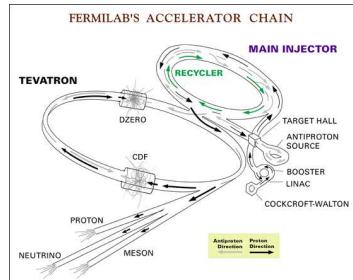 FERMILAB'S ACCELERATOR CHAIN
MAIN INJECTOR
RECYCLER
TEVATRON
DZERO
TARGET HALL
ANTIPROTON
SOURCE
CDF
BOOSTER
LINAC
COCKCROFT-WALTON
PROTON
NEUTRINO
MESON
Antiproton Proton
Direction Direction